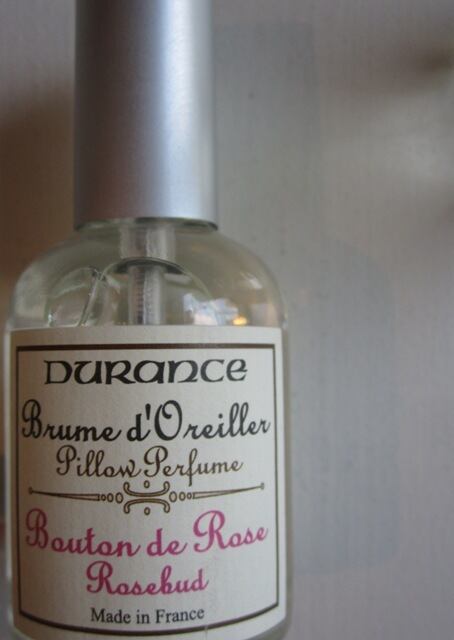 DURANCE
Brume d'Oreiller
Pillow Perfume
Bouton de Rose
Rosebud
Made in France